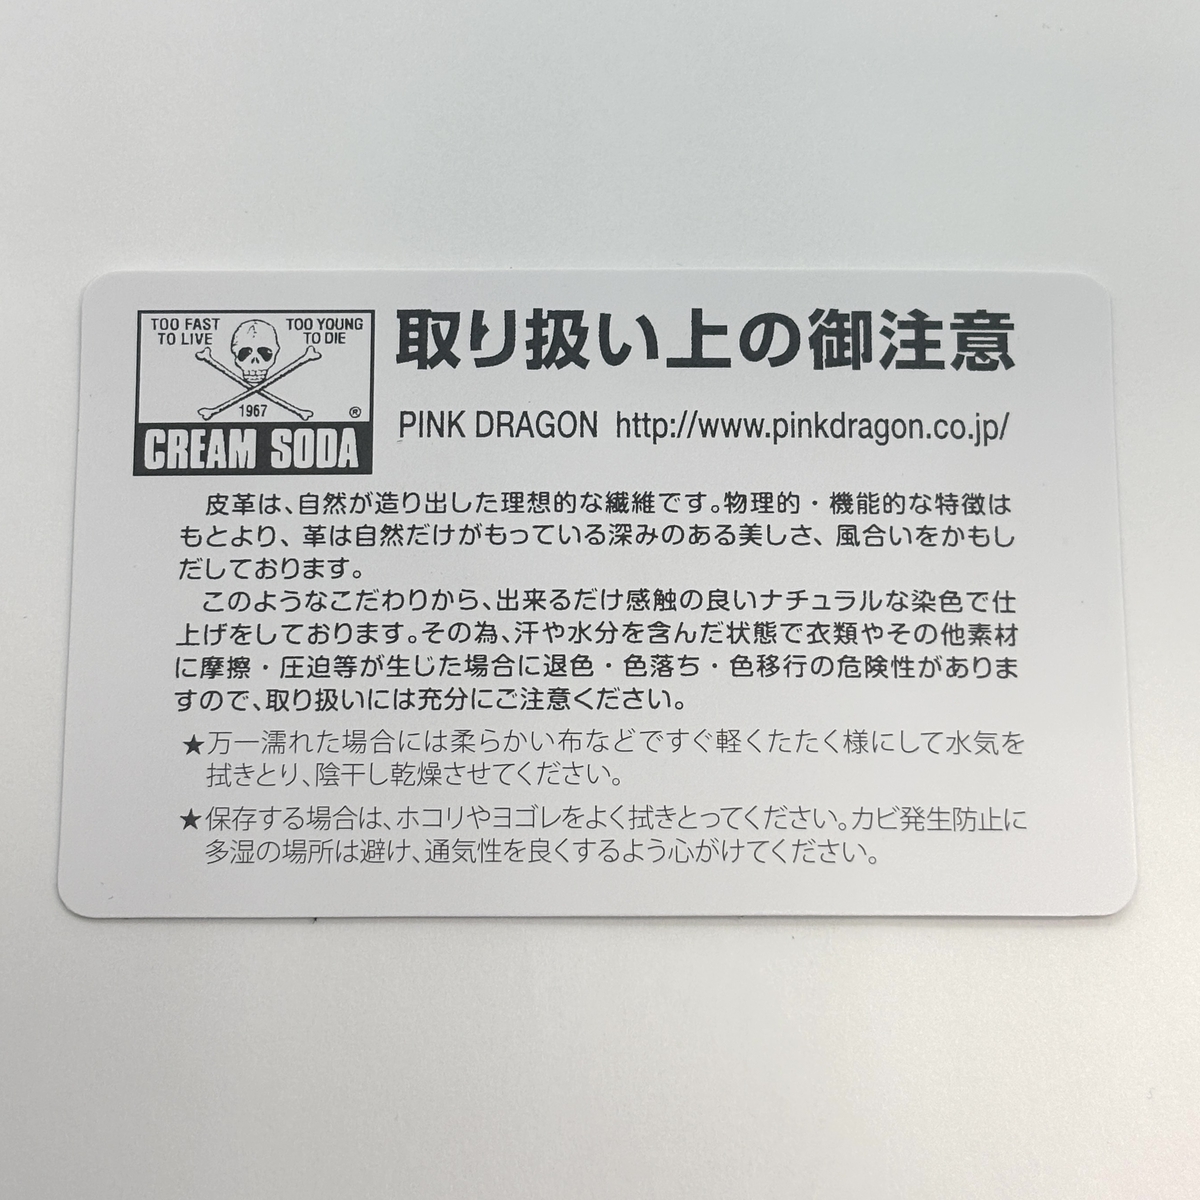 TOO FAST TO LIVE
TOO YOUNG TO DIE
1967
®
CREAM SODA
取り扱い上の御注意
PINK DRAGON http://www.pinkdragon.co.jp/
皮革は、自然が造り出した理想的な繊維です。物理的・機能的な特徴は
もとより、革は自然だけがもっている深みのある美しさ、風合いをかもし
だしております。
このようなこだわりから、出来るだけ感触の良いナチュラルな染色で仕
上げをしております。その為、汗や水分を含んだ状態で衣類やその他素材
に摩擦・圧迫等が生じた場合に退色・色落ち・色移行の危険性がありま
すので、取り扱いには充分にご注意ください。
★万一濡れた場合には柔らかい布などですぐ軽くたたく様にして水気を
拭きとり、陰干し乾燥させてください。
★保存する場合は、ホコリやヨゴレをよく拭きとってください。カビ発生防止に
多湿の場所は避け、通気性を良くするよう心がけてください。